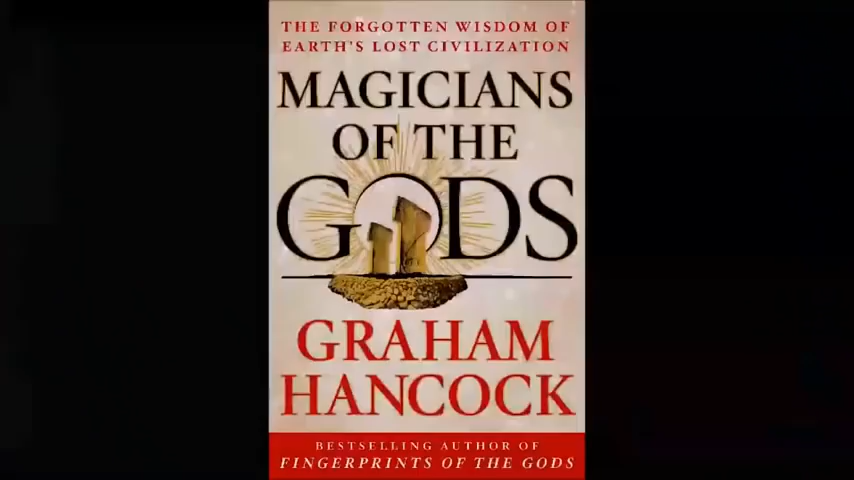 THE FORGOTTEN WISDOM OF
EARTH'S LOST CIVILIZATION
MAGICIANS
OF THE
GODS
GRAHAM
HANCOCK
BESTSELLING AUTHOR OF
FINGERPRINTS OF THE GODS